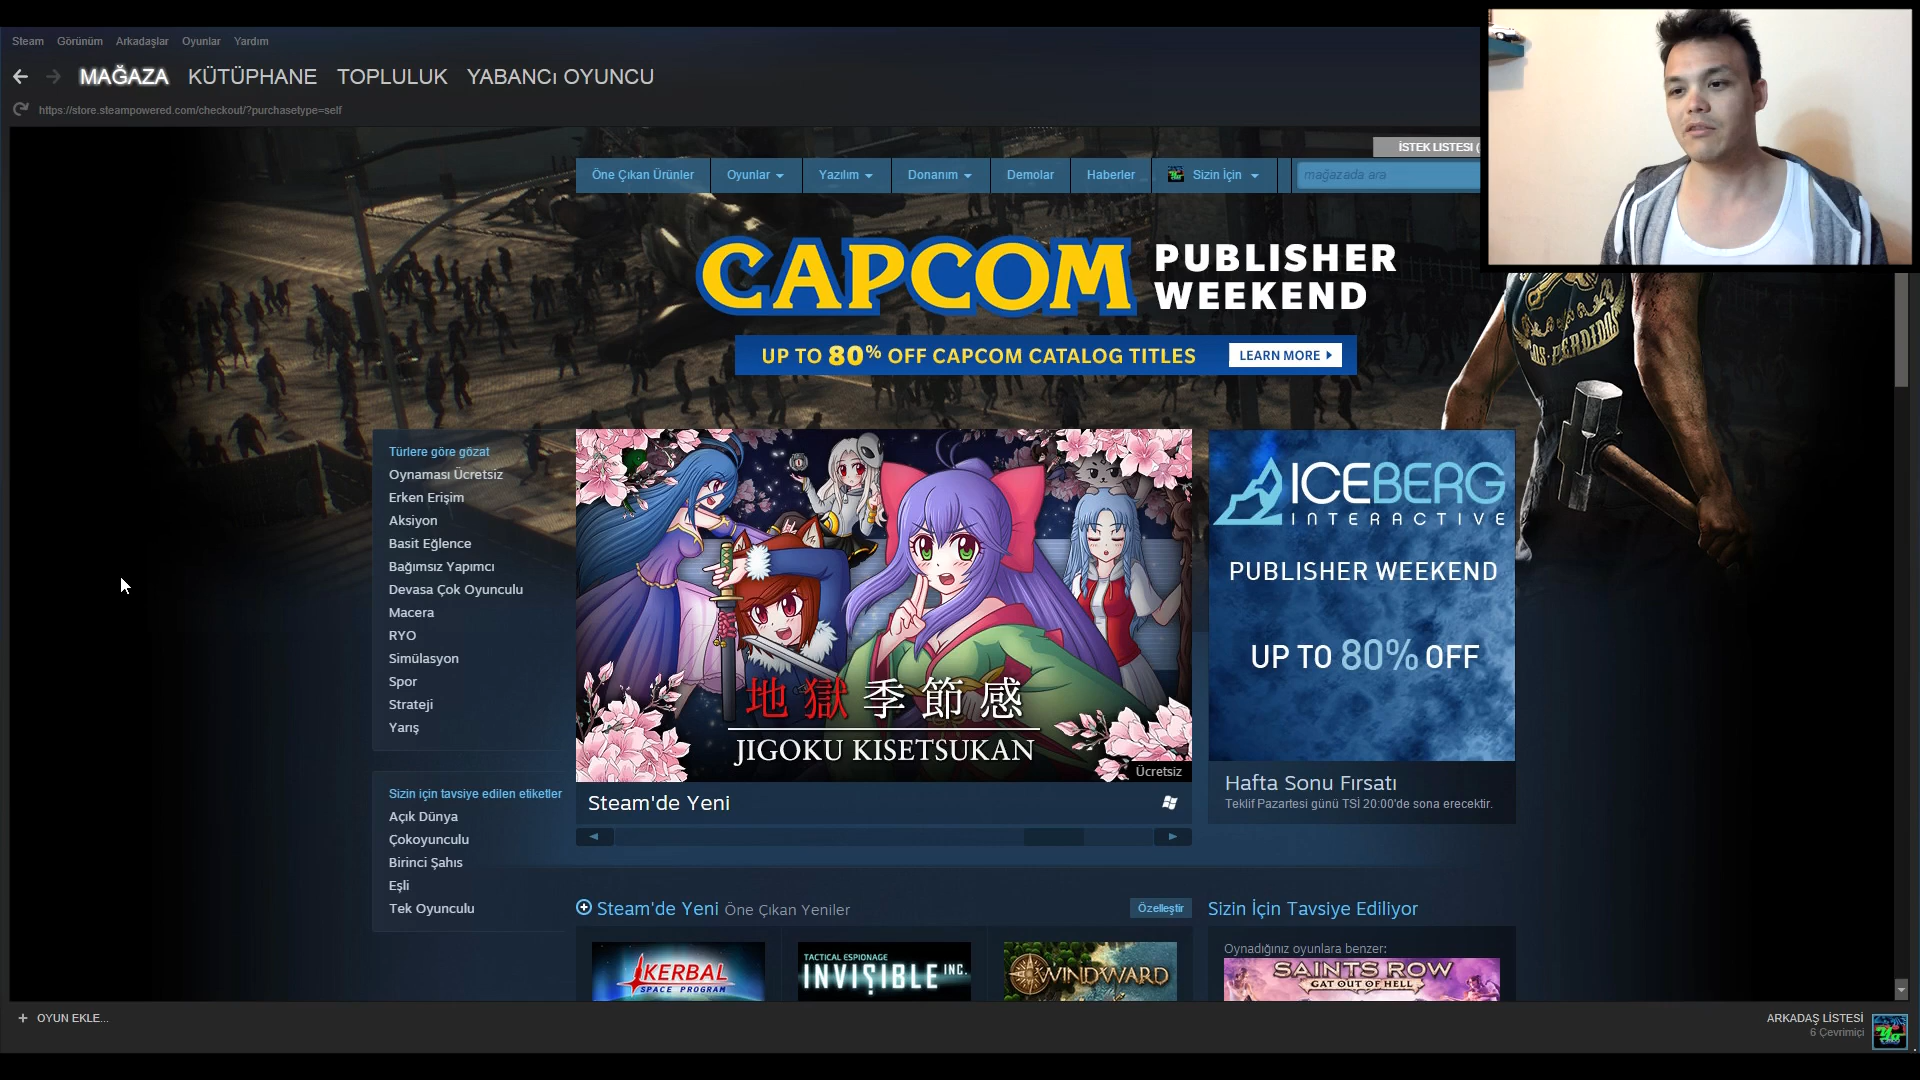 Steam Görünüm Arkadaşlar Oyunlar Yardım
MAĞAZA KÜTÜPHANE TOPLULUK YABANCı OYUNCU
https://store.steampowered.com/checkout/?purchasetype=self
İSTEK LISTESI (
Öne Çıkan Ürünler Oyunlar Yazılım Donanım Demolar Haberler Sizin İçin mağazada ara
CAPCOM PUBLISHER WEEKEND
UP TO 80% OFF CAPCOM CATALOG TITLES LEARN MORE
LOS PERDIDOS
Türlere göre gözat
Oynaması Ücretsiz
Erken Erişim
Aksiyon
Basit Eğlence
Bağımsız Yapımcı
Devasa Çok Oyunculu
Macera
RYO
Simülasyon
Spor
Strateji
Yarış
Sizin için tavsiye edilen etiketler
Açık Dünya
Çokoyunculu
Birinci Şahıs
Eşli
Tek Oyunculu
地獄季節感
JIGOKU KISETSUKAN
Ücretsiz
Steam'de Yeni
ICEBERG
INTERACTIVE
PUBLISHER WEEKEND
UP TO 80% OFF
Hafta Sonu Fırsatı
Teklif Pazartesi günü TSİ 20:00'de sona erecektir.
Steam'de Yeni Öne Çıkan Yeniler
Özelleştir
KERBAL
SPACE PROGRAM
TACTICAL ESPIONAGE
INVISIBLE INC.
WINDWARD
Sizin İçin Tavsiye Ediliyor
Oynadığınız oyunlara benzer:
SAINTS ROW
GAT OUT OF HELL
+ OYUN EKLE...
ARKADAŞ LİSTESİ
6 Çevrimiçi